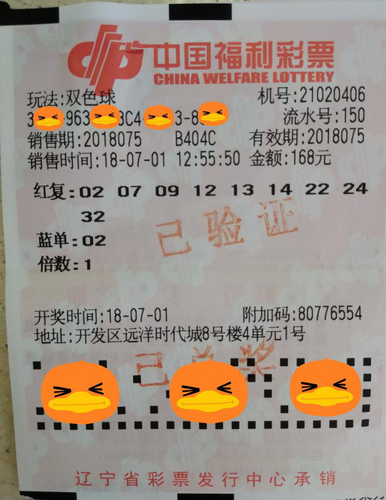 中国福利彩票
CHINA WELFARE LOTTERY
玩法:双色球 机号:21020406
3 963 3C4 3-8 流水号:150
销售期:2018075 B404C 有效期:2018075
销售时间:18-07-01 12:55:50 金额:168元
红复:02 07 09 12 13 14 22 24
32
已验证
蓝单:02
倍数:1
开奖时间:18-07-01 附加码:80776554
地址:开发区远洋时代城8号楼4单元1号
已兑奖
辽宁省彩票发行中心承销